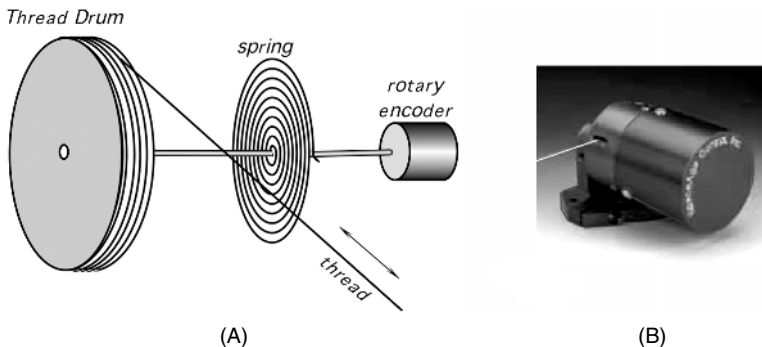 Thread Drum
spring
rotary
encoder
thread
(A)
(B)